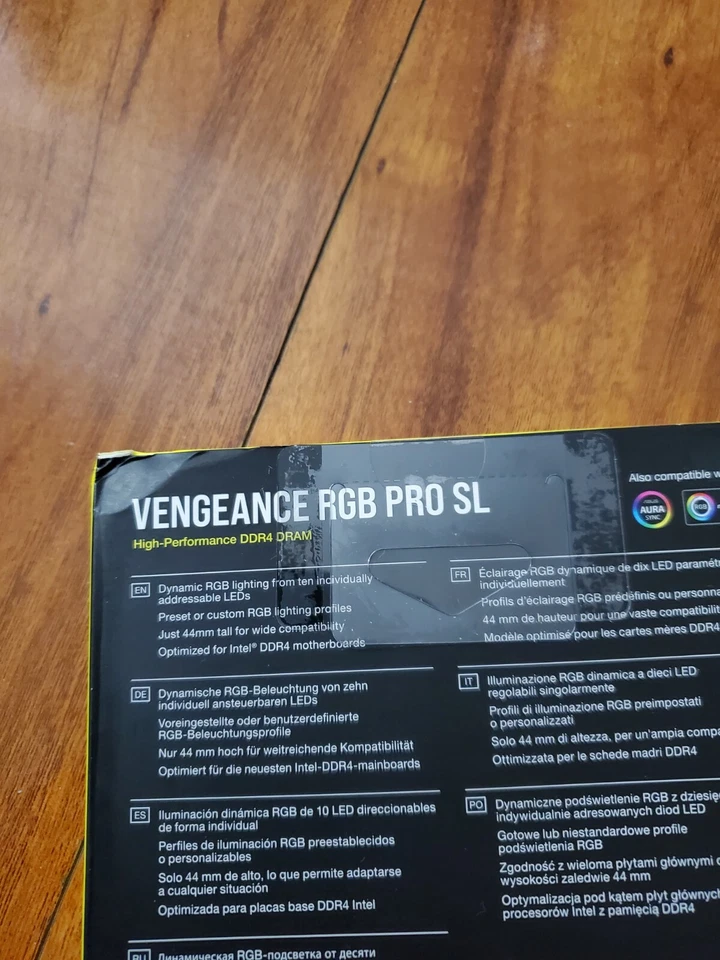 VENGEANCE RGB PRO SL
High-Performance DDR4 DRAM
Also compatible
AURA
SYNC
RGB
EN
Dynamic RGB lighting from ten individually
addressable LEDs
Preset or custom RGB lighting profiles
Just 44mm tall for wide compatibility
Optimized for Intel® DDR4 motherboards
FR
Éclairage RGB dynamique de dix LED
individuellement
Profils d'éclairage RGB prédéfinis ou
44 mm de hauteur pour une vaste
Modèle optimisé pour les cartes mères DDR4
DE
Dynamische RGB-Beleuchtung von zehn
individuell ansteuerbaren LEDs
Voreingestellte oder benutzerdefinierte
RGB-Beleuchtungsprofile
Nur 44 mm hoch für weitreichende Kompatibilität
Optimiert für die neuesten Intel-DDR4-mainboards
IT
Illuminazione RGB dinamica a dieci LED
regolabili singolarmente
Profili di illuminazione RGB preimpostati
o personalizzati
Solo 44 mm di altezza, per un'ampia
Ottimizzata per le schede madri DDR4
ES
Iluminación dinámica RGB de 10 LED direccionables
de forma individual
Perfiles de iluminación RGB preestablecidos
o personalizables
Solo 44 mm de alto, lo que permite adaptarse
a cualquier situación
Optimizada para placas base DDR4 Intel
PO
Dynamiczne podświetlenie RGB z
indywidualnie adresowanych diod LED
Gotowe lub niestandardowe profile
podświetlenia RGB
Zgodność z wieloma płytami głównymi
wysokości zaledwie 44 mm
Optymalizacja pod kątem płyt
procesorów Intel z pamięcią DDR4
RU
Динамическая RGB-подсветка от десяти